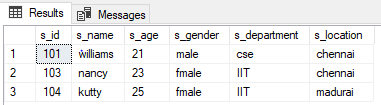 Results Messages
s_id s_name s_age s_gender s_department s_location
1 101 williams 21 male cse chennai
2 103 nancy 23 fmale IIT chennai
3 104 kutty 25 fmale IIT madurai